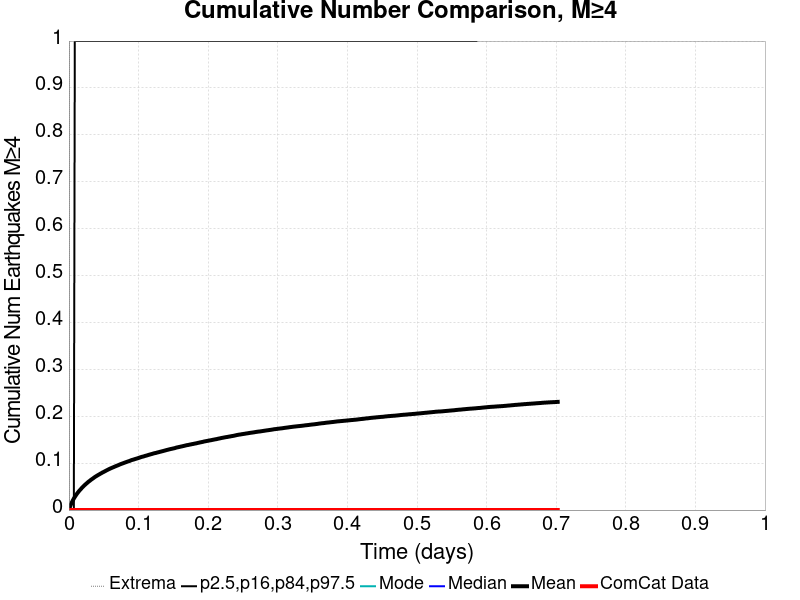 Cumulative Number Comparison, M≥4
Cumulative Num Earthquakes M≥4
1
0.9
0.8
0.7
0.6
0.5
0.4
0.3
0.2
0.1
0
0 0.1 0.2 0.3 0.4 0.5 0.6 0.7 0.8 0.9 1
Time (days)
Extrema p2.5,p16,p84,p97.5 Mode Median Mean ComCat Data